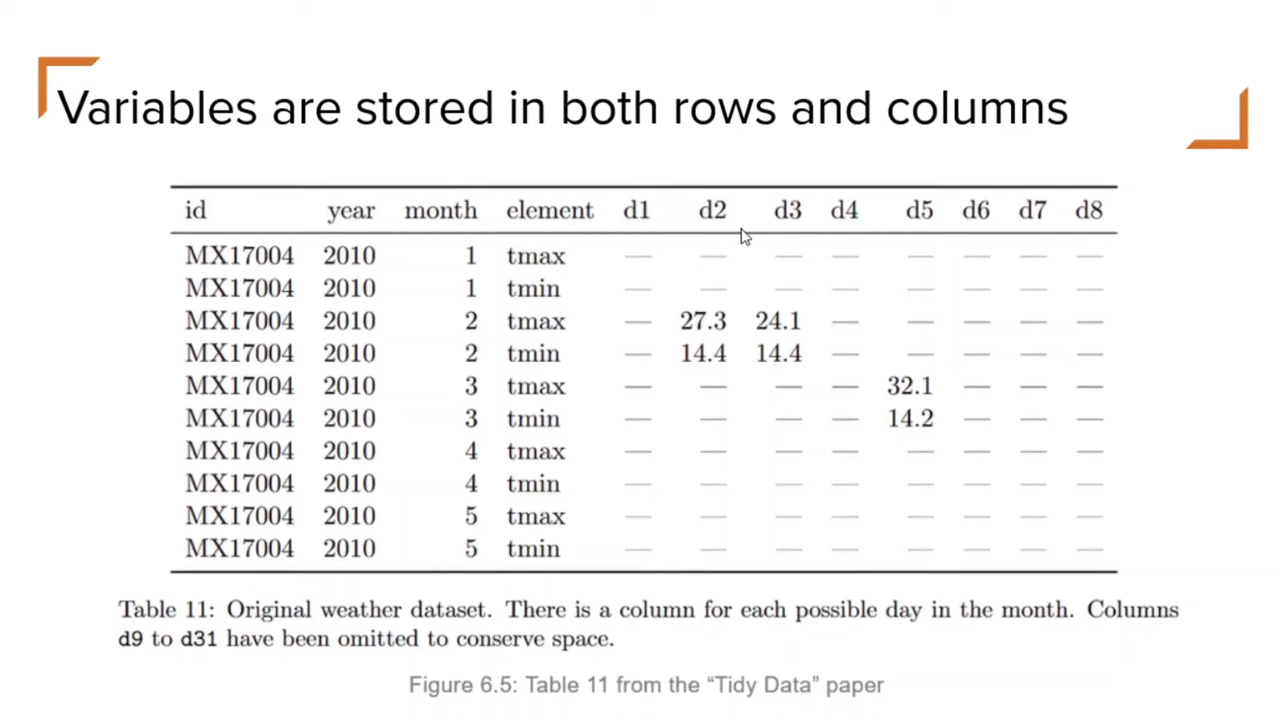 Variables are stored in both rows and columns
id year month element d1 d2 d3 d4 d5 d6 d7 d8
MX17004 2010 1 tmax — — — — — — — —
MX17004 2010 1 tmin — — — — — — — —
MX17004 2010 2 tmax — 27.3 24.1 — — — — —
MX17004 2010 2 tmin — 14.4 14.4 — — — — —
MX17004 2010 3 tmax — — — — 32.1 — — —
MX17004 2010 3 tmin — — — — 14.2 — — —
MX17004 2010 4 tmax — — — — — — — —
MX17004 2010 4 tmin — — — — — — — —
MX17004 2010 5 tmax — — — — — — — —
MX17004 2010 5 tmin — — — — — — — —
Table 11: Original weather dataset. There is a column for each possible day in the month. Columns
d9 to d31 have been omitted to conserve space.
Figure 6.5: Table 11 from the “Tidy Data” paper